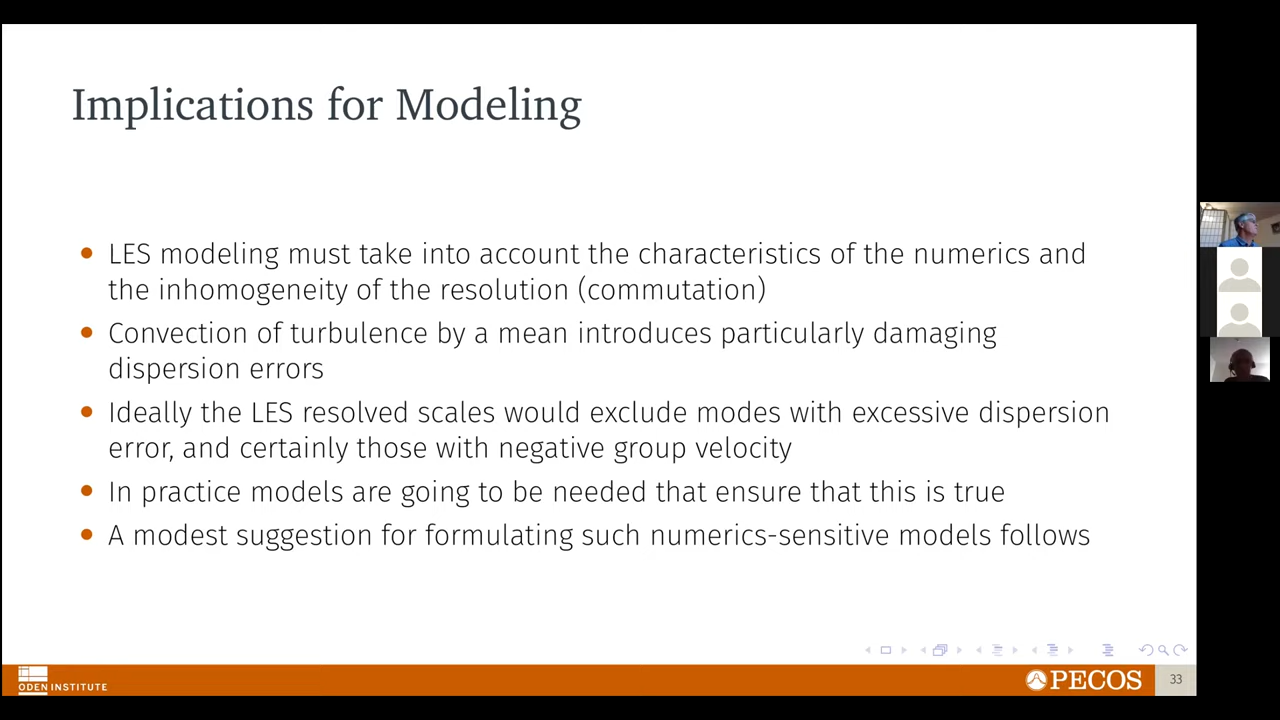 Implications for Modeling
• LES modeling must take into account the characteristics of the numerics and
the inhomogeneity of the resolution (commutation)
• Convection of turbulence by a mean introduces particularly damaging
dispersion errors
• Ideally the LES resolved scales would exclude modes with excessive dispersion
error, and certainly those with negative group velocity
• In practice models are going to be needed that ensure that this is true
• A modest suggestion for formulating such numerics-sensitive models follows
ODEN INSTITUTE
PECOS
33